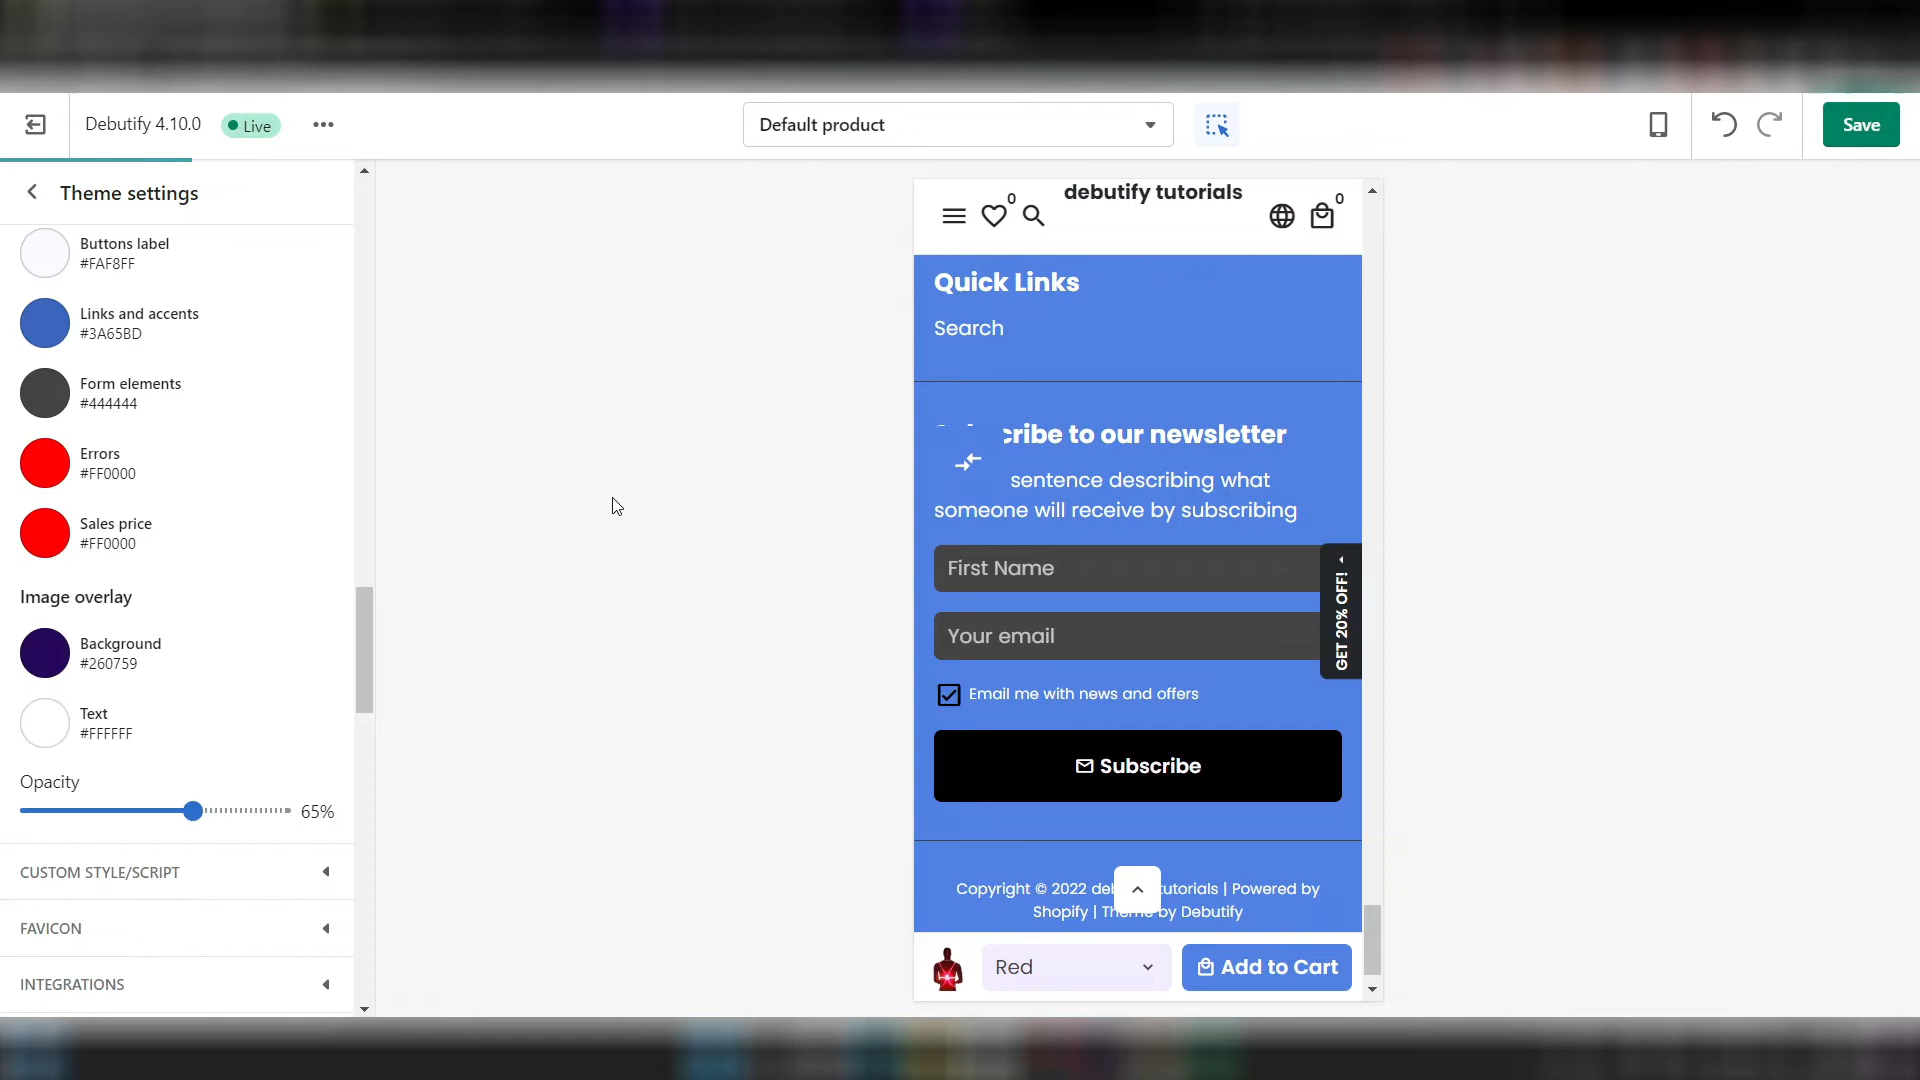 Debutify 4.10.0
Live
Default product
Save
Theme settings
Buttons label
#FAF8FF
Links and accents
#3A65BD
Form elements
#444444
Errors
#FF0000
Sales price
#FF0000
Image overlay
Background
#260759
Text
#FFFFFF
Opacity
65%
CUSTOM STYLE/SCRIPT
FAVICON
INTEGRATIONS
debutify tutorials
0
0
Quick Links
Search
cribe to our newsletter
sentence describing what
someone will receive by subscribing
First Name
Your email
GET 20% OFF!
Email me with news and offers
Subscribe
Copyright © 2022 deb utorials | Powered by
Shopify | Th by Debutify
Red
Add to Cart